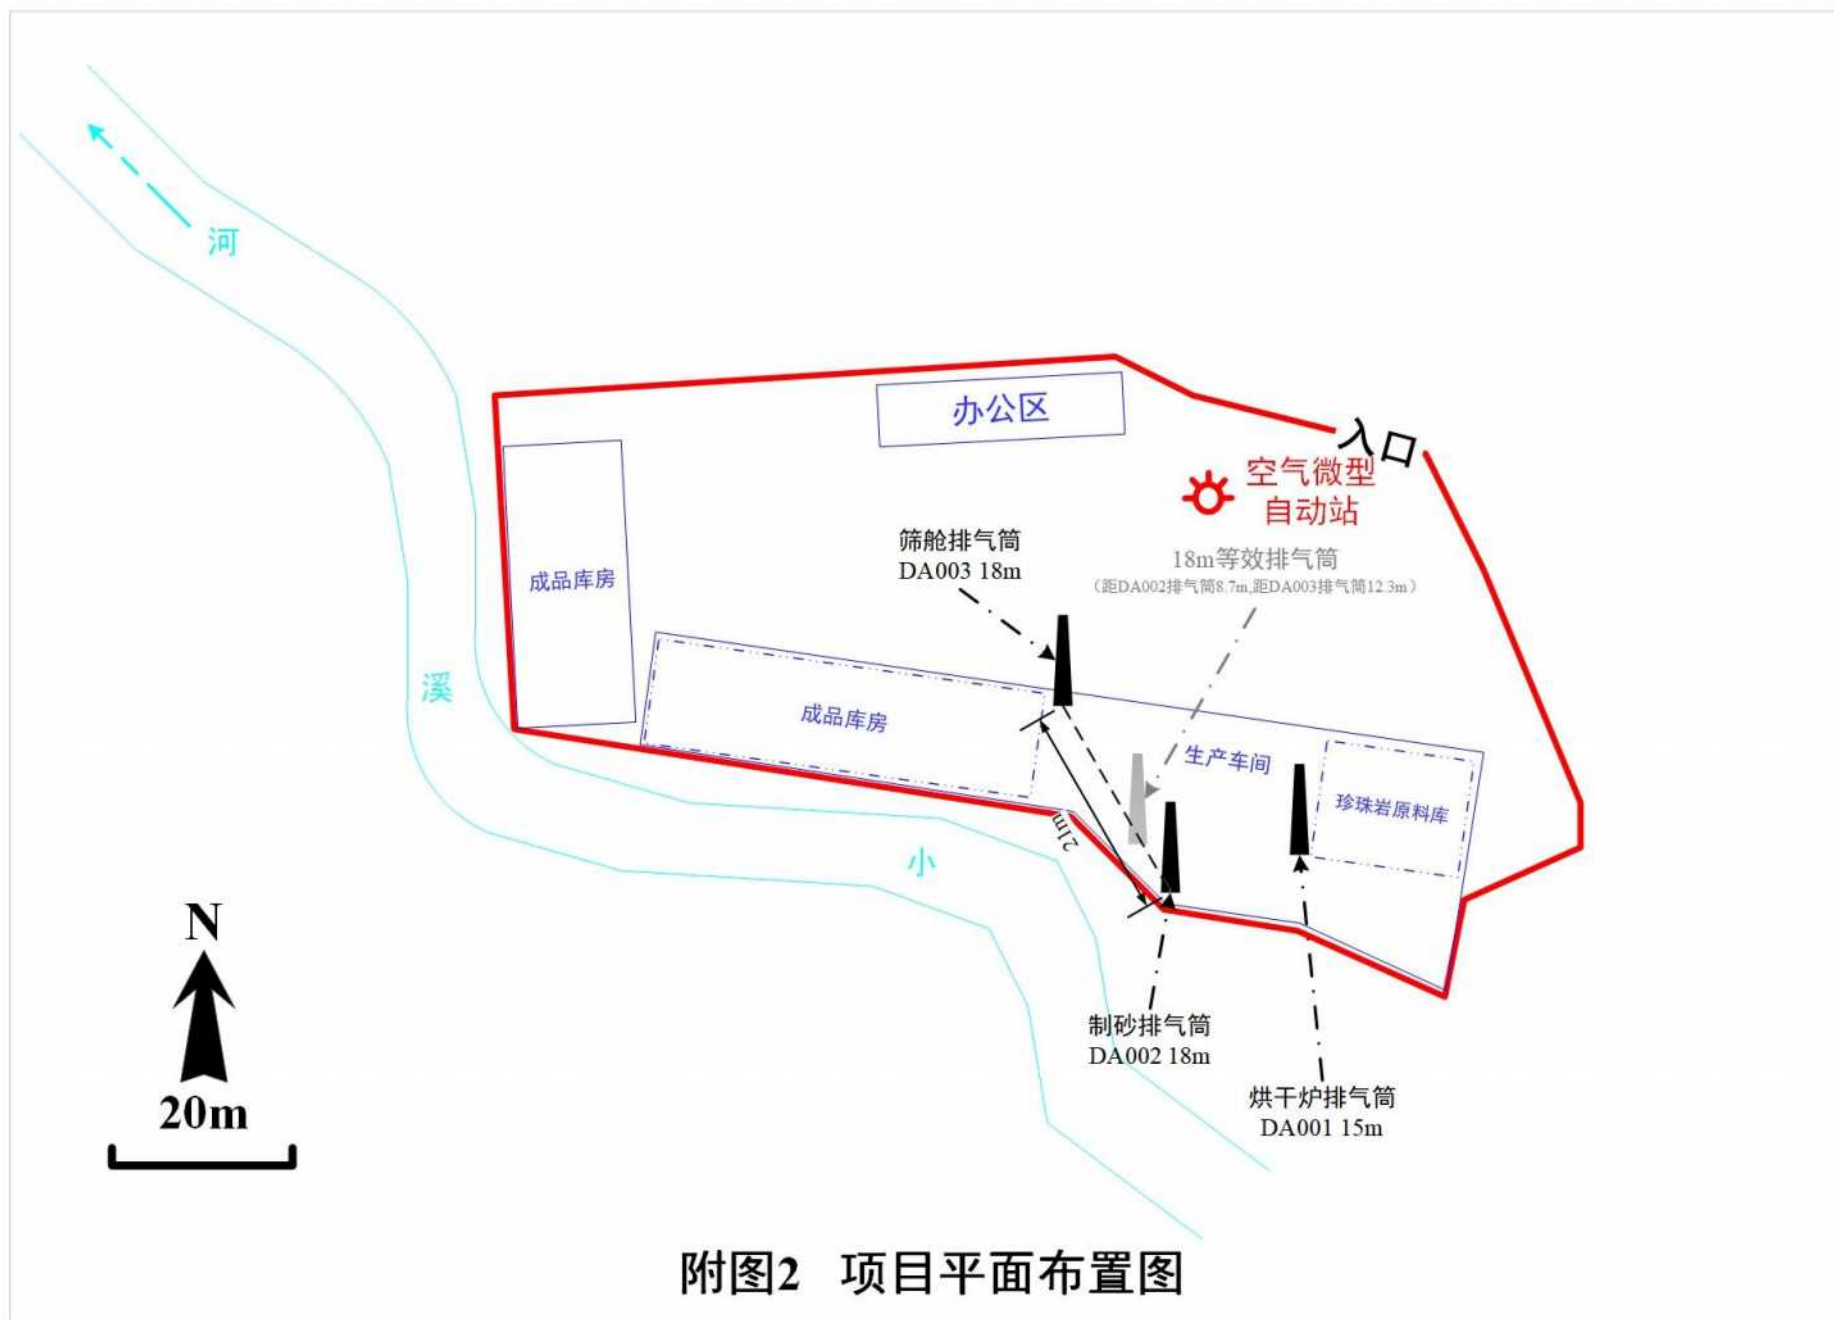 河
办公区
入口
空气微型
自动站
筛舱排气筒
DA003 18m
18m等效排气筒
（距DA002排气筒8.7m,距DA003排气筒12.3m）
成品库房
溪
成品库房
生产车间
珍珠岩原料库
21m
小
N
20m
制砂排气筒
DA002 18m
烘干炉排气筒
DA001 15m
附图2 项目平面布置图